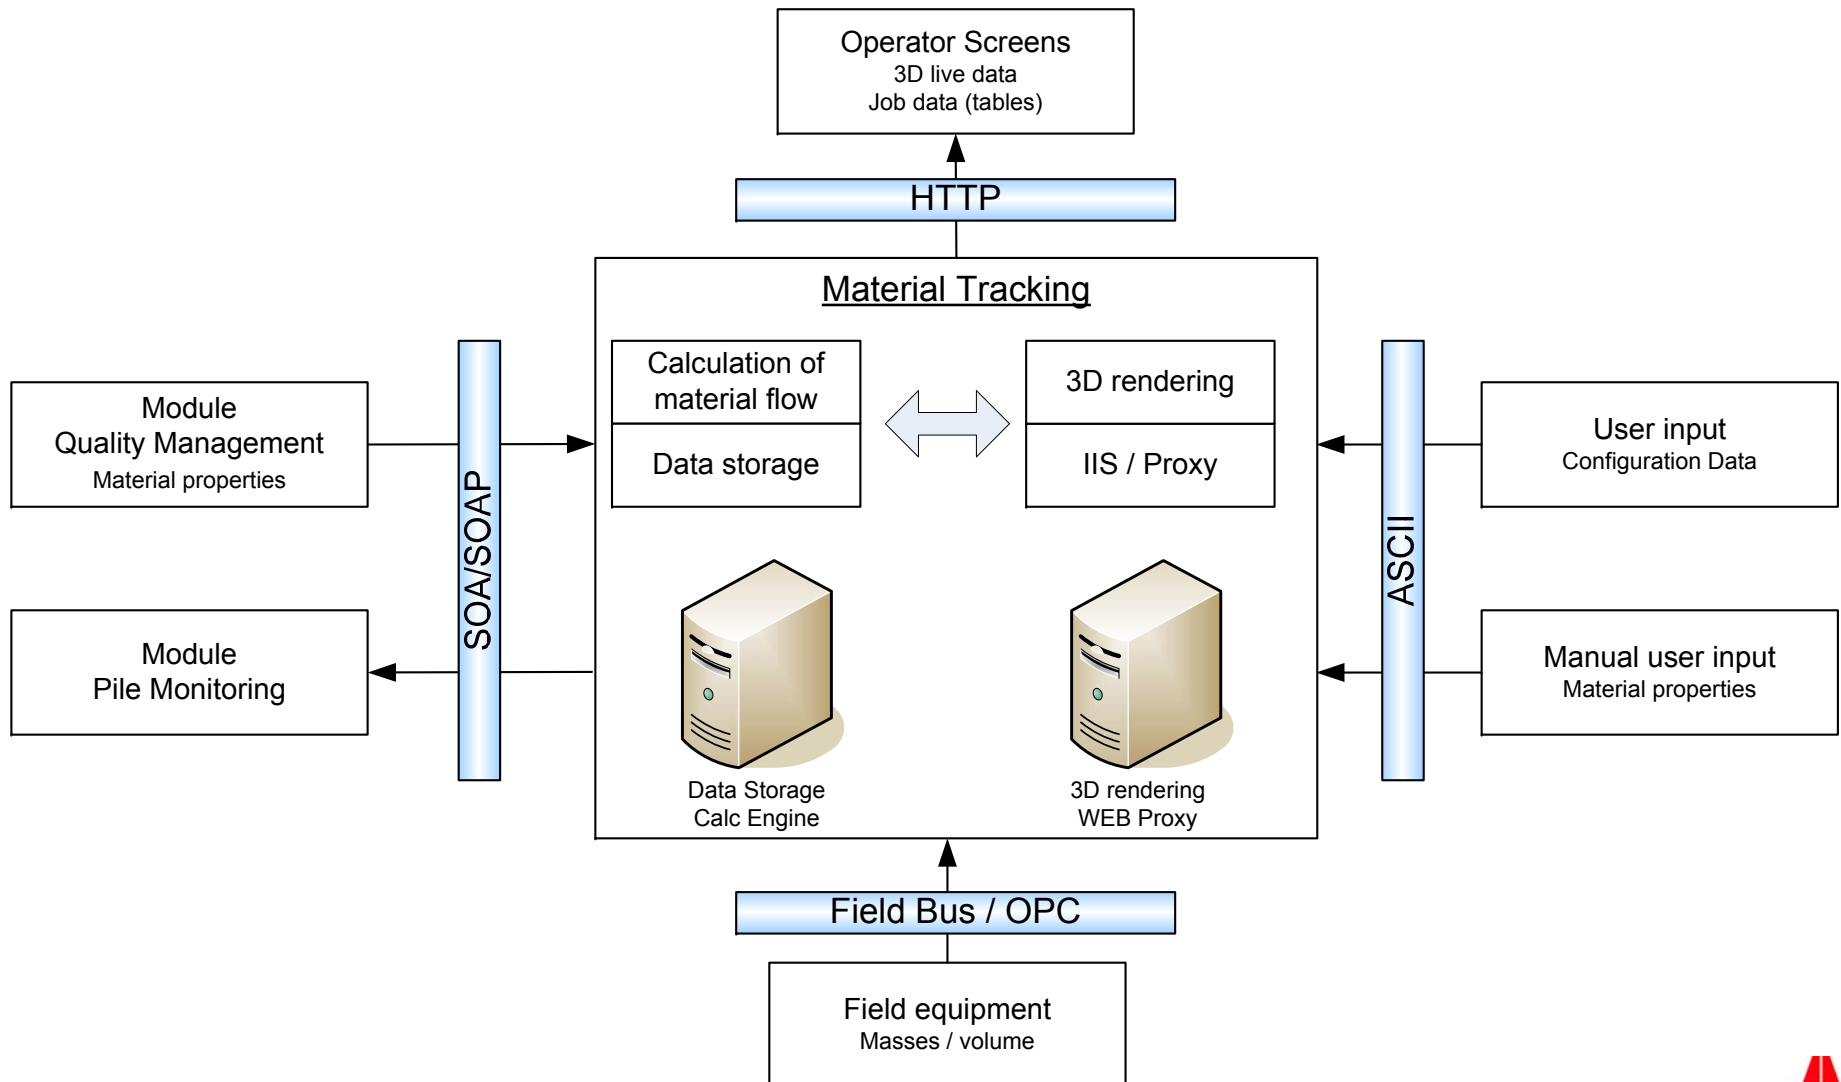 Operator Screens
3D live data
Job data (tables)
HTTP
Material Tracking
Calculation of
material flow
Data storage
3D rendering
IIS / Proxy
Module
Quality Management
Material properties
SOA/SOAP
Module
Pile Monitoring
User input
Configuration Data
ASCII
Manual user input
Material properties
Data Storage
Calc Engine
3D rendering
WEB Proxy
Field Bus / OPC
Field equipment
Masses / volume